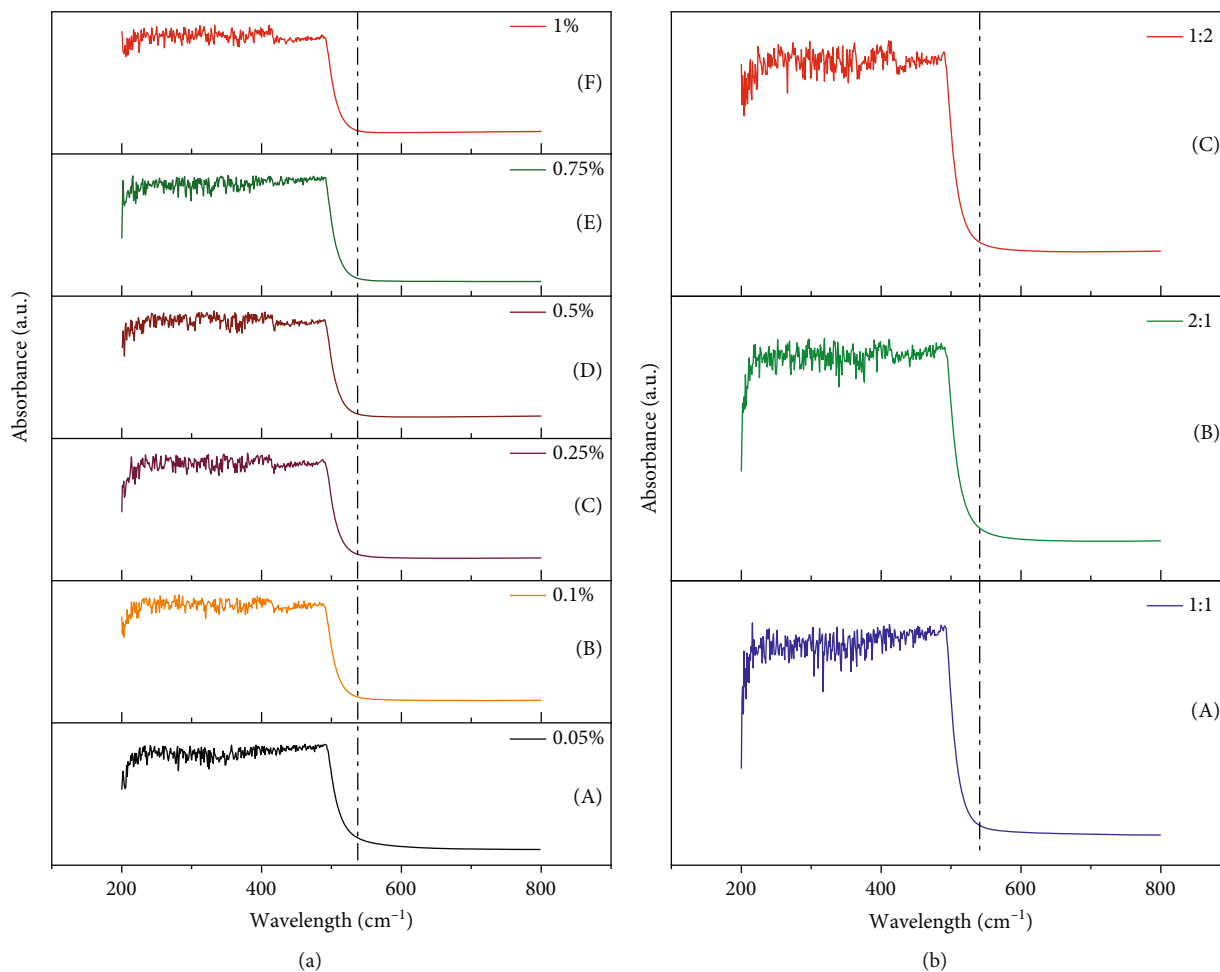 1%
(F)
0.75%
(E)
0.5%
(D)
0.25%
(C)
0.1%
(B)
0.05%
(A)
Absorbance (a.u.)
200 400 600 800
Wavelength (cm⁻¹)
(a)
1:2
(C)
2:1
(B)
1:1
(A)
Absorbance (a.u.)
200 400 600 800
Wavelength (cm⁻¹)
(b)